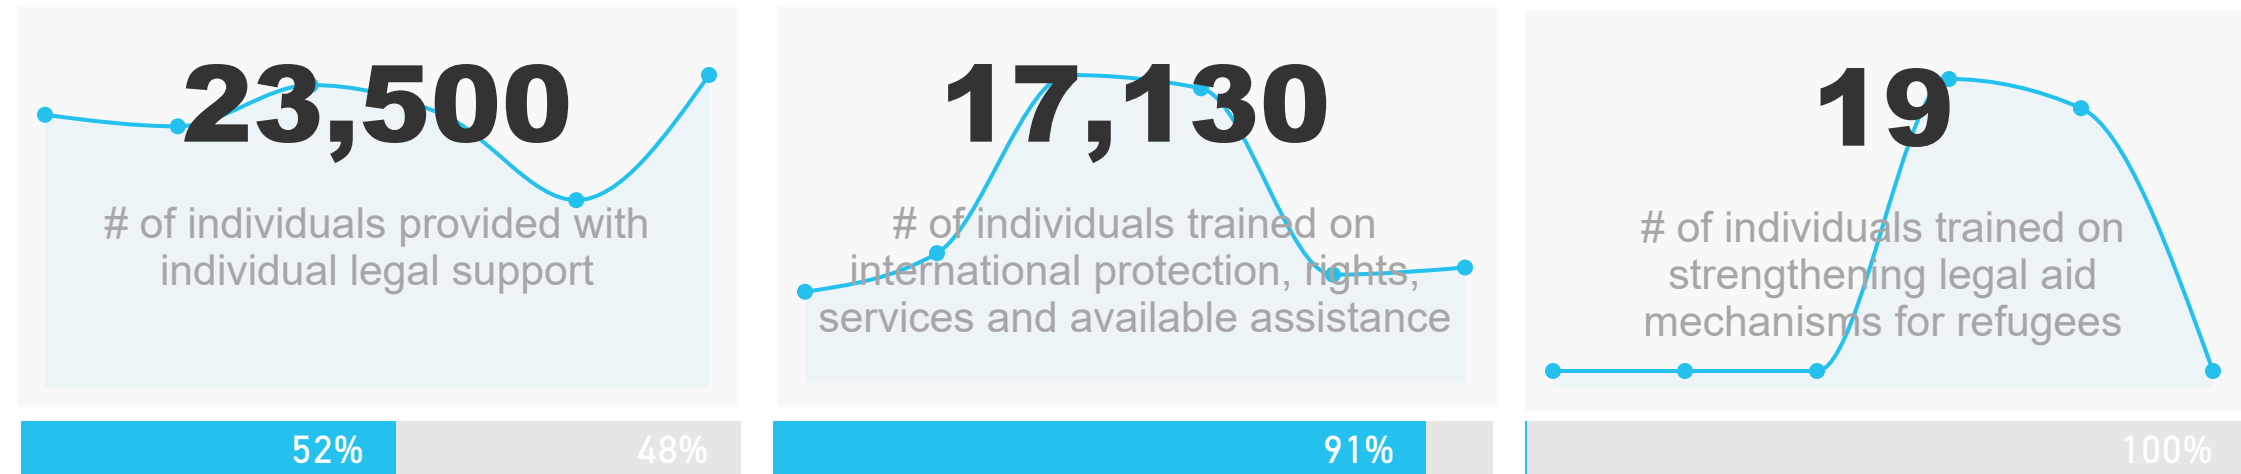 23,500
# of individuals provided with
individual legal support
52%
48%
17,130
# of individuals trained on
international protection, rights,
services and available assistance
91%
19
# of individuals trained on
strengthening legal aid
mechanisms for refugees
100%